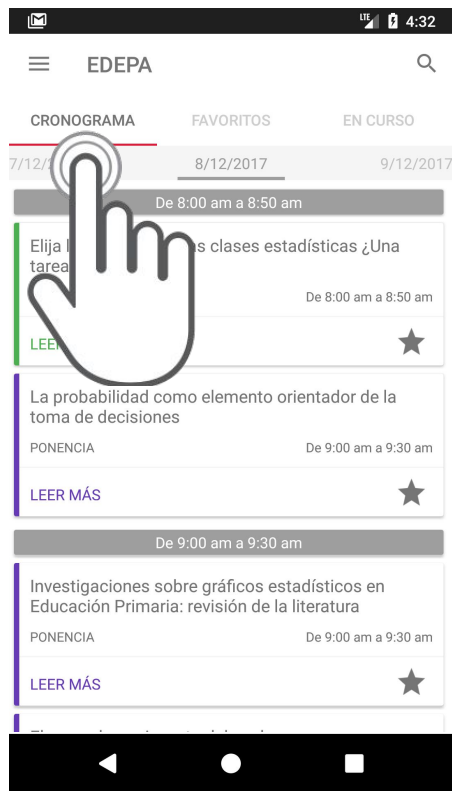 LTE 4:32
EDEPA
CRONOGRAMA FAVORITOS EN CURSO
7/12/ 8/12/2017 9/12/2017
De 8:00 am a 8:50 am
Elija s clases estadísticas ¿Una
tarea
De 8:00 am a 8:50 am
LEE
La probabilidad como elemento orientador de la
toma de decisiones
PONENCIA De 9:00 am a 9:30 am
LEER MÁS
De 9:00 am a 9:30 am
Investigaciones sobre gráficos estadísticos en
Educación Primaria: revisión de la literatura
PONENCIA De 9:00 am a 9:30 am
LEER MÁS